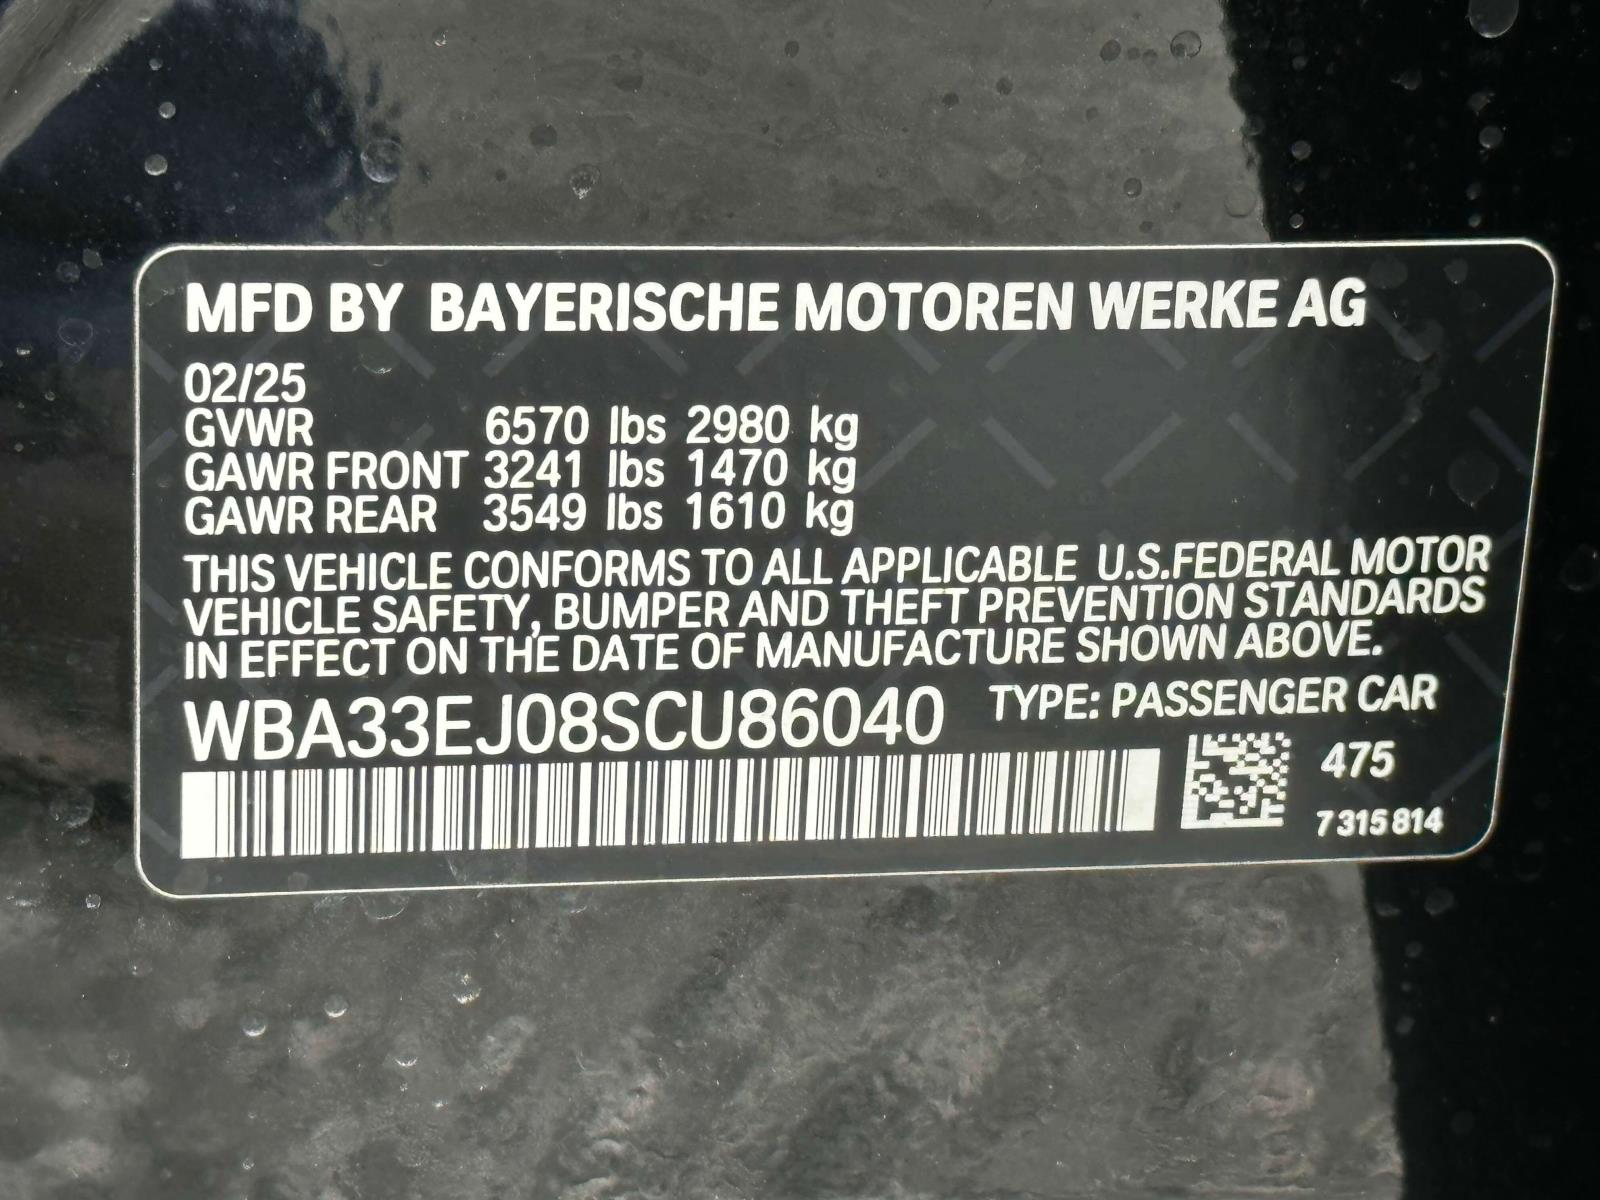 MFD BY BAYERISCHE MOTOREN WERKE AG
02/25
GVWR 6570 lbs 2980 kg
GAWR FRONT 3241 lbs 1470 kg
GAWR REAR 3549 lbs 1610 kg
THIS VEHICLE CONFORMS TO ALL APPLICABLE U.S.FEDERAL MOTOR
VEHICLE SAFETY, BUMPER AND THEFT PREVENTION STANDARDS
IN EFFECT ON THE DATE OF MANUFACTURE SHOWN ABOVE.
WBA33EJ08SCU86040 TYPE: PASSENGER CAR
475
7315814